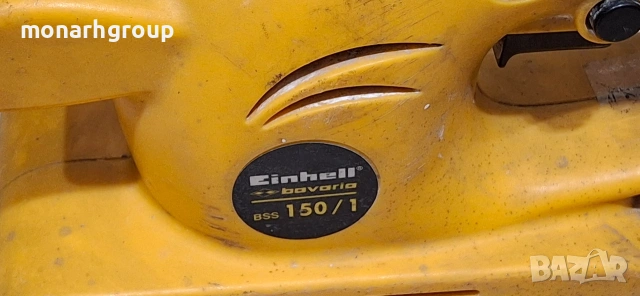 monarhgroup
Einhell®
bavaria
BSS 150/1
BAZAR